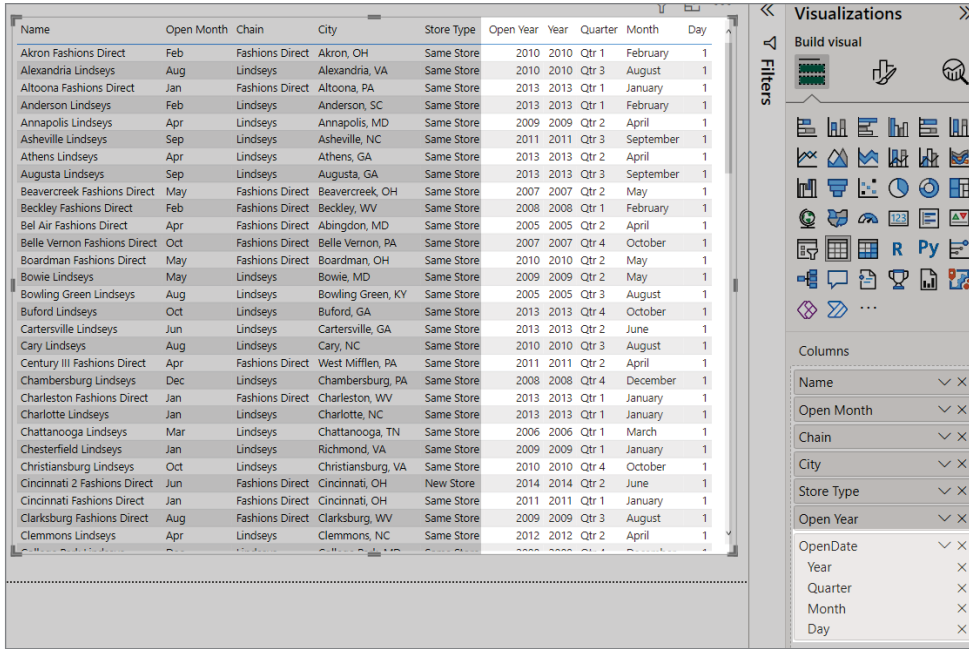 Visualizations
Build visual
Filters
Name Open Month Chain City Store Type Open Year Year Quarter Month Day
Akron Fashions Direct Feb Fashions Direct Akron, OH Same Store 2010 2010 Qtr 1 February 1
Alexandria Lindseys Aug Lindseys Alexandria, VA Same Store 2010 2010 Qtr 3 August 1
Altoona Fashions Direct Jan Fashions Direct Altoona, PA Same Store 2013 2013 Qtr 1 January 1
Anderson Lindseys Feb Lindseys Anderson, SC Same Store 2013 2013 Qtr 1 February 1
Annapolis Lindseys Apr Lindseys Annapolis, MD Same Store 2009 2009 Qtr 2 April 1
Asheville Lindseys Sep Lindseys Asheville, NC Same Store 2011 2011 Qtr 3 September 1
Athens Lindseys Apr Lindseys Athens, GA Same Store 2013 2013 Qtr 2 April 1
Augusta Lindseys Sep Lindseys Augusta, GA Same Store 2013 2013 Qtr 3 September 1
Beavercreek Fashions Direct May Fashions Direct Beavercreek, OH Same Store 2007 2007 Qtr 2 May 1
Beckley Fashions Direct Feb Fashions Direct Beckley, WV Same Store 2008 2008 Qtr 1 February 1
Bel Air Fashions Direct Apr Fashions Direct Abingdon, MD Same Store 2005 2005 Qtr 2 April 1
Belle Vernon Fashions Direct Oct Fashions Direct Belle Vernon, PA Same Store 2007 2007 Qtr 4 October 1
Boardman Fashions Direct May Fashions Direct Boardman, OH Same Store 2010 2010 Qtr 2 May 1
Bowie Lindseys May Lindseys Bowie, MD Same Store 2009 2009 Qtr 2 May 1
Bowling Green Lindseys Aug Lindseys Bowling Green, KY Same Store 2005 2005 Qtr 3 August 1
Buford Lindseys Oct Lindseys Buford, GA Same Store 2013 2013 Qtr 4 October 1
Cartersville Lindseys Jun Lindseys Cartersville, GA Same Store 2013 2013 Qtr 2 June 1
Cary Lindseys Aug Lindseys Cary, NC Same Store 2010 2010 Qtr 3 August 1
Century III Fashions Direct Apr Fashions Direct West Mifflen, PA Same Store 2011 2011 Qtr 2 April 1
Chambersburg Lindseys Dec Lindseys Chambersburg, PA Same Store 2008 2008 Qtr 4 December 1
Charleston Fashions Direct Jan Fashions Direct Charleston, WV Same Store 2013 2013 Qtr 1 January 1
Charlotte Lindseys Jan Lindseys Charlotte, NC Same Store 2013 2013 Qtr 1 January 1
Chattanooga Lindseys Mar Lindseys Chattanooga, TN Same Store 2006 2006 Qtr 1 March 1
Chesterfield Lindseys Jan Lindseys Richmond, VA Same Store 2009 2009 Qtr 1 January 1
Christiansburg Lindseys Oct Lindseys Christiansburg, VA Same Store 2010 2010 Qtr 4 October 1
Cincinnati 2 Fashions Direct Jun Fashions Direct Cincinnati, OH New Store 2014 2014 Qtr 2 June 1
Cincinnati Fashions Direct Jan Fashions Direct Cincinnati, OH Same Store 2011 2011 Qtr 1 January 1
Clarksburg Fashions Direct Aug Fashions Direct Clarksburg, WV Same Store 2009 2009 Qtr 3 August 1
Clemmons Lindseys Apr Lindseys Clemmons, NC Same Store 2012 2012 Qtr 2 April 1
123
R Py
Columns
Name
Open Month
Chain
City
Store Type
Open Year
OpenDate
Year
Quarter
Month
Day